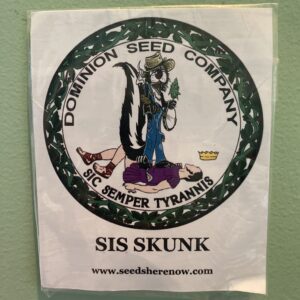 DOMINION SEED COMPANY
SIC SEMPER TYRANNIS
SIS SKUNK
www.seedsherenow.com